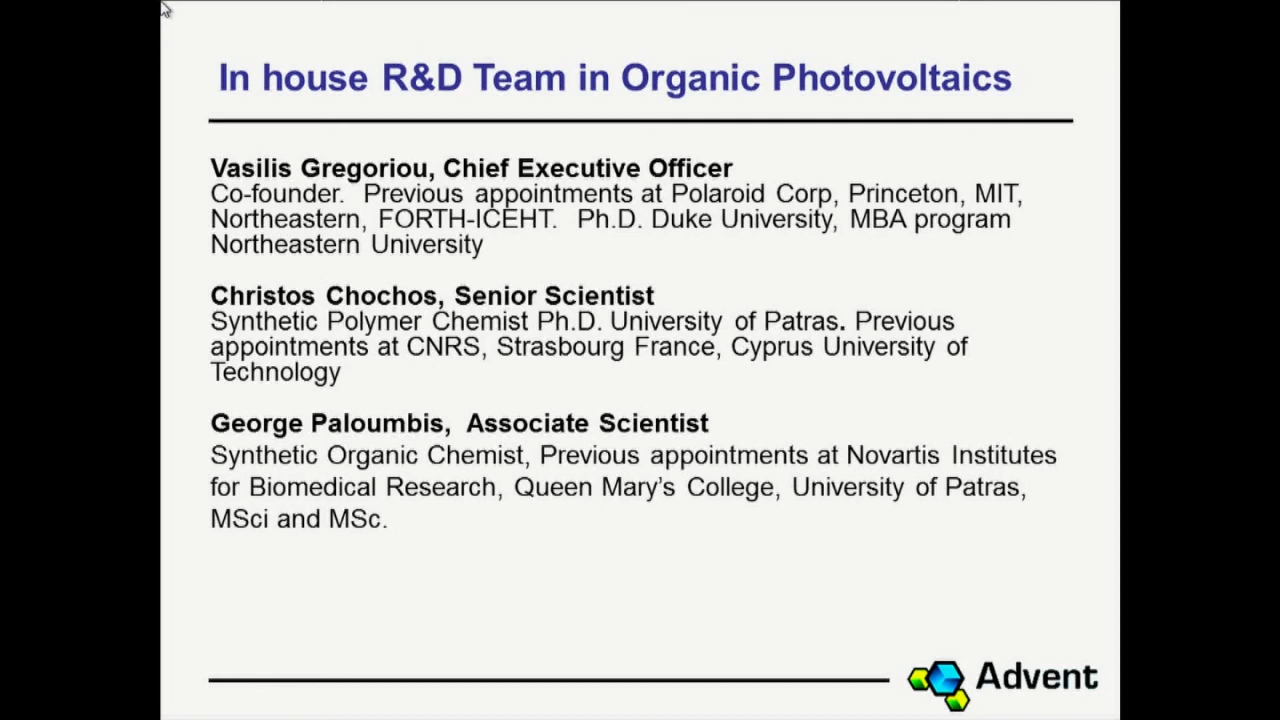 In house R&D Team in Organic Photovoltaics
Vasilis Gregoriou, Chief Executive Officer
Co-founder.  Previous appointments at Polaroid Corp, Princeton, MIT,
Northeastern, FORTH-ICEHT.  Ph.D. Duke University, MBA program
Northeastern University
Christos Chochos, Senior Scientist
Synthetic Polymer Chemist Ph.D. University of Patras. Previous
appointments at CNRS, Strasbourg France, Cyprus University of
Technology
George Paloumbis,  Associate Scientist
Synthetic Organic Chemist, Previous appointments at Novartis Institutes
for Biomedical Research, Queen Mary’s College, University of Patras,
MSci and MSc.
Advent